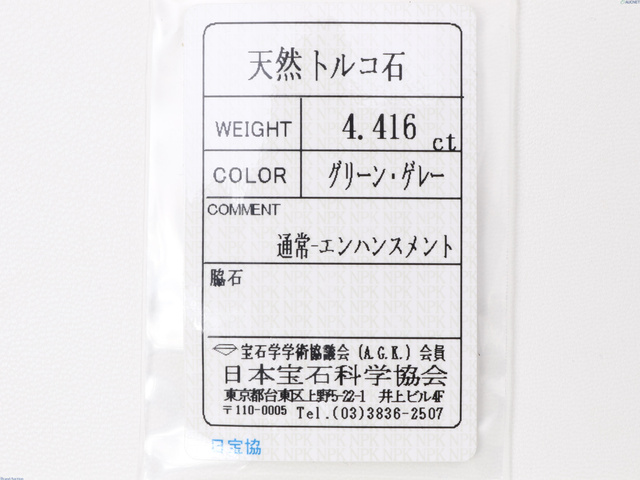 天然トルコ石
WEIGHT 4.416 ct
COLOR グリーン・グレー
COMMENT
通常-エンハンスメント
脇石
宝石学学術協議会(A.G.K.)会員
日本宝石科学協会
東京都台東区上野5-22-1 井上ビル4F
〒110-0005 Tel.(03)3836-2507
日宝協